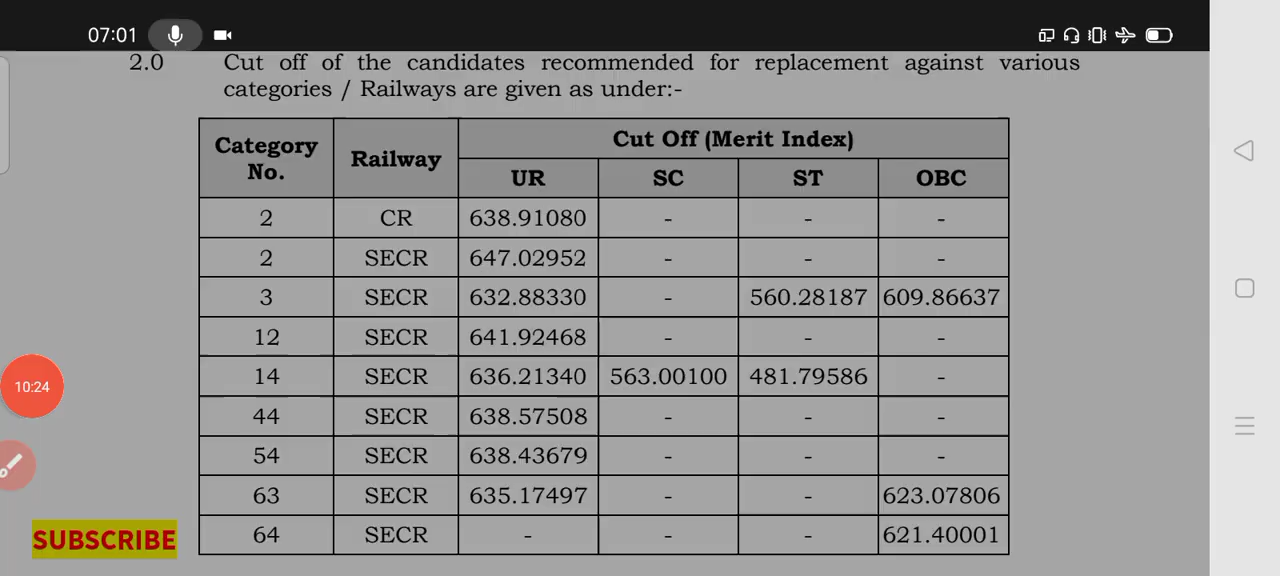 07:01
2.0 Cut off of the candidates recommended for replacement against various
categories / Railways are given as under:-
Category No. Railway Cut Off (Merit Index)
UR SC ST OBC
2 CR 638.91080 - - -
2 SECR 647.02952 - - -
3 SECR 632.88330 - 560.28187 609.86637
12 SECR 641.92468 - - -
14 SECR 636.21340 563.00100 481.79586 -
44 SECR 638.57508 - - -
54 SECR 638.43679 - - -
63 SECR 635.17497 - - 623.07806
64 SECR - - - 621.40001
10:24
SUBSCRIBE